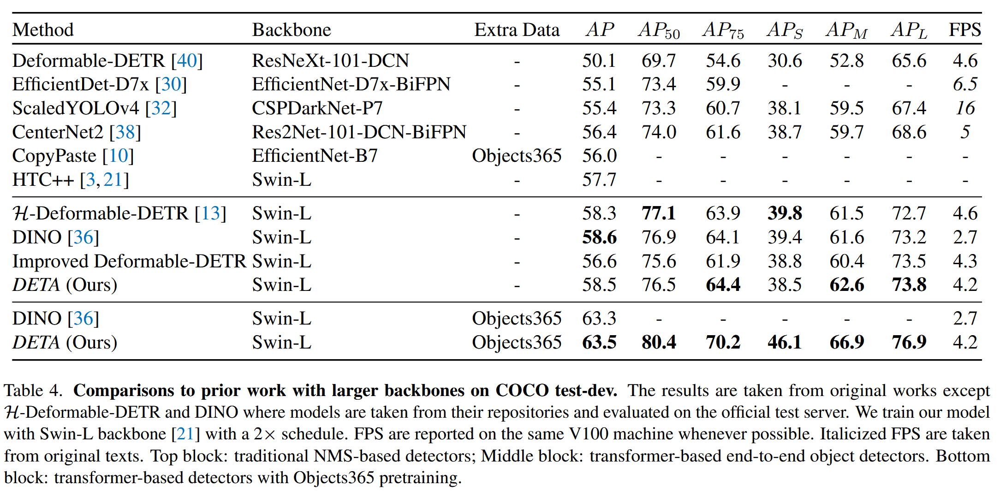 Method Backbone Extra Data AP AP50 AP75 APS APM APL FPS
Deformable-DETR [40] ResNeXt-101-DCN - 50.1 69.7 54.6 30.6 52.8 65.6 4.6
EfficientDet-D7x [30] EfficientNet-D7x-BiFPN - 55.1 73.4 59.9 - - - 6.5
ScaledYOLOv4 [32] CSPDarkNet-P7 - 55.4 73.3 60.7 38.1 59.5 67.4 16
CenterNet2 [38] Res2Net-101-DCN-BiFPN - 56.4 74.0 61.6 38.7 59.7 68.6 5
CopyPaste [10] EfficientNet-B7 Objects365 56.0 - - - - - -
HTC++ [3, 21] Swin-L - 57.7 - - - - - -
ℋ-Deformable-DETR [13] Swin-L - 58.3 77.1 63.9 39.8 61.5 72.7 4.6
DINO [36] Swin-L - 58.6 76.9 64.1 39.4 61.6 73.2 2.7
Improved Deformable-DETR Swin-L - 56.6 75.6 61.9 38.8 60.4 73.5 4.3
DETA (Ours) Swin-L - 58.5 76.5 64.4 38.5 62.6 73.8 4.2
DINO [36] Swin-L Objects365 63.3 - - - - - 2.7
DETA (Ours) Swin-L Objects365 63.5 80.4 70.2 46.1 66.9 76.9 4.2
Table 4. Comparisons to prior work with larger backbones on COCO test-dev. The results are taken from original works except
ℋ-Deformable-DETR and DINO where models are taken from their repositories and evaluated on the official test server. We train our model
with Swin-L backbone [21] with a 2× schedule. FPS are reported on the same V100 machine whenever possible. Italicized FPS are taken
from original texts. Top block: traditional NMS-based detectors; Middle block: transformer-based end-to-end object detectors. Bottom
block: transformer-based detectors with Objects365 pretraining.